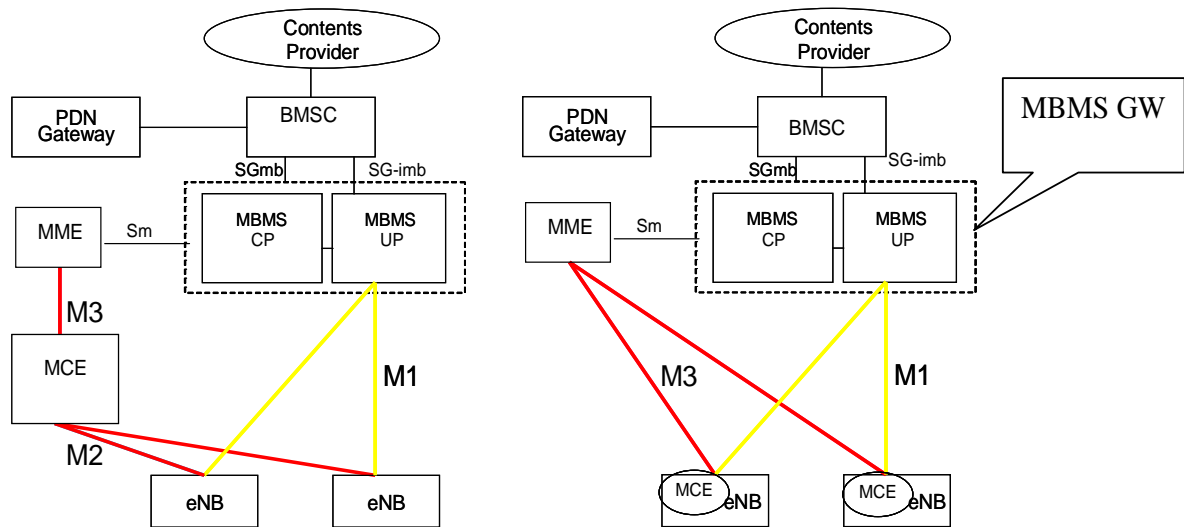 Contents
Provider
PDN
Gateway
BMSC
SGmb
SG-imb
MBMS
CP
MBMS
UP
MME
Sm
M3
MCE
M1
M2
eNB
eNB
Contents
Provider
PDN
Gateway
BMSC
MBMS GW
SGmb
SG-imb
MBMS
CP
MBMS
UP
MME
Sm
M3
M1
MCE
eNB
MCE
eNB